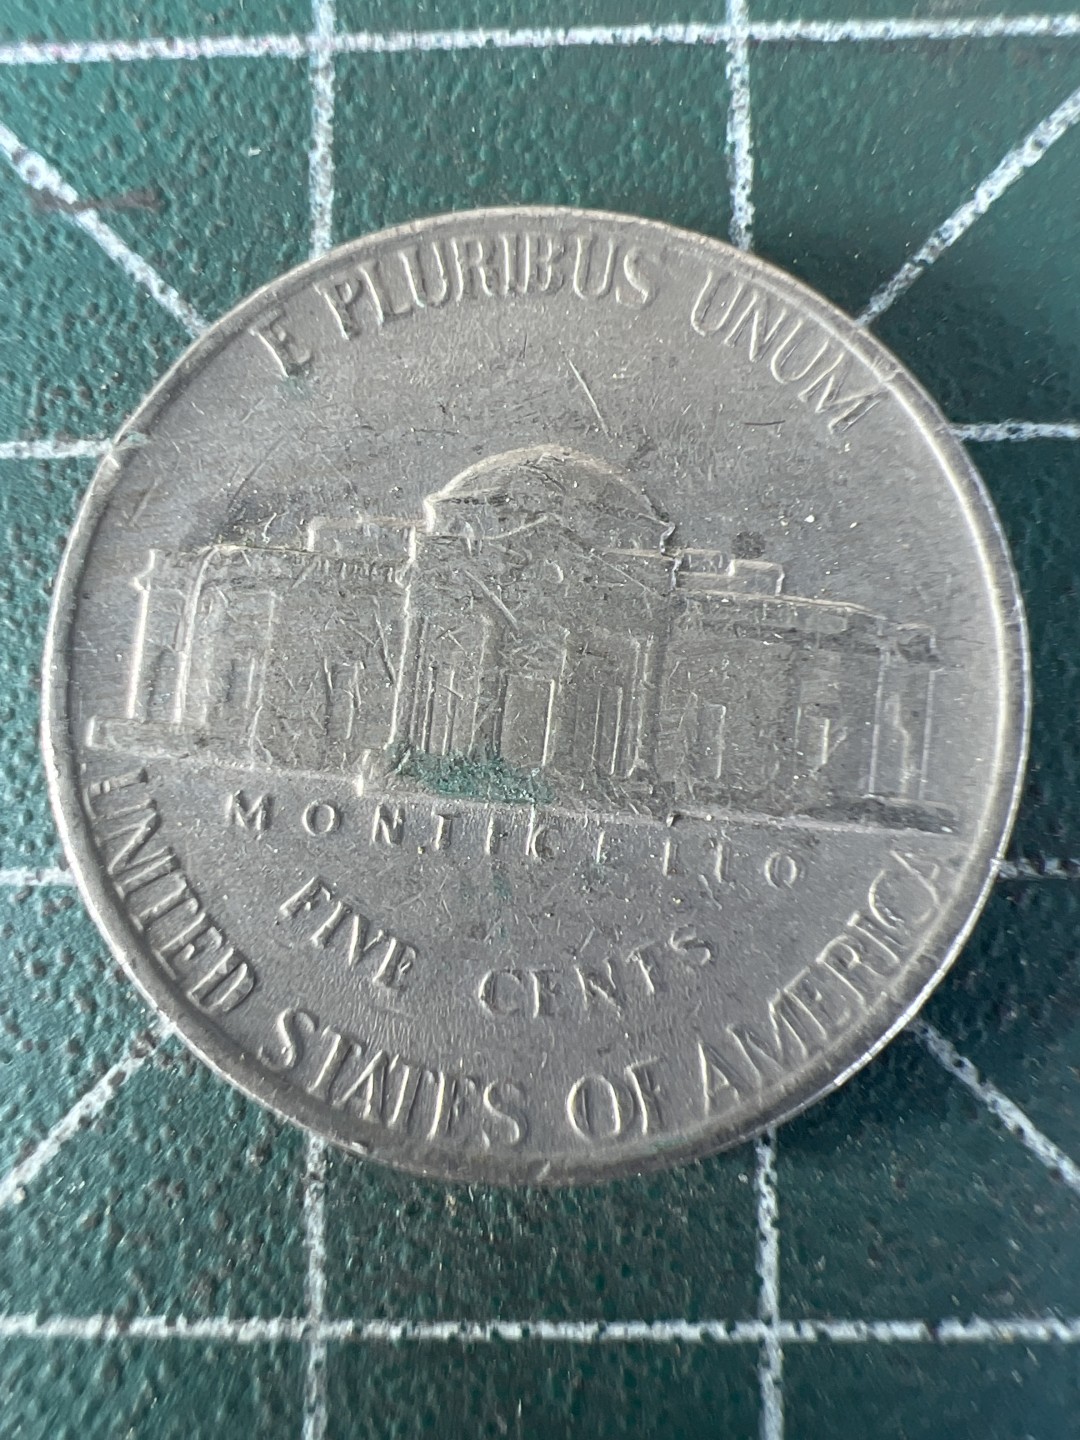 E PLURIBUS UNUM
MONTICELLO
FIVE CENTS
UNITED STATES OF AMERICA